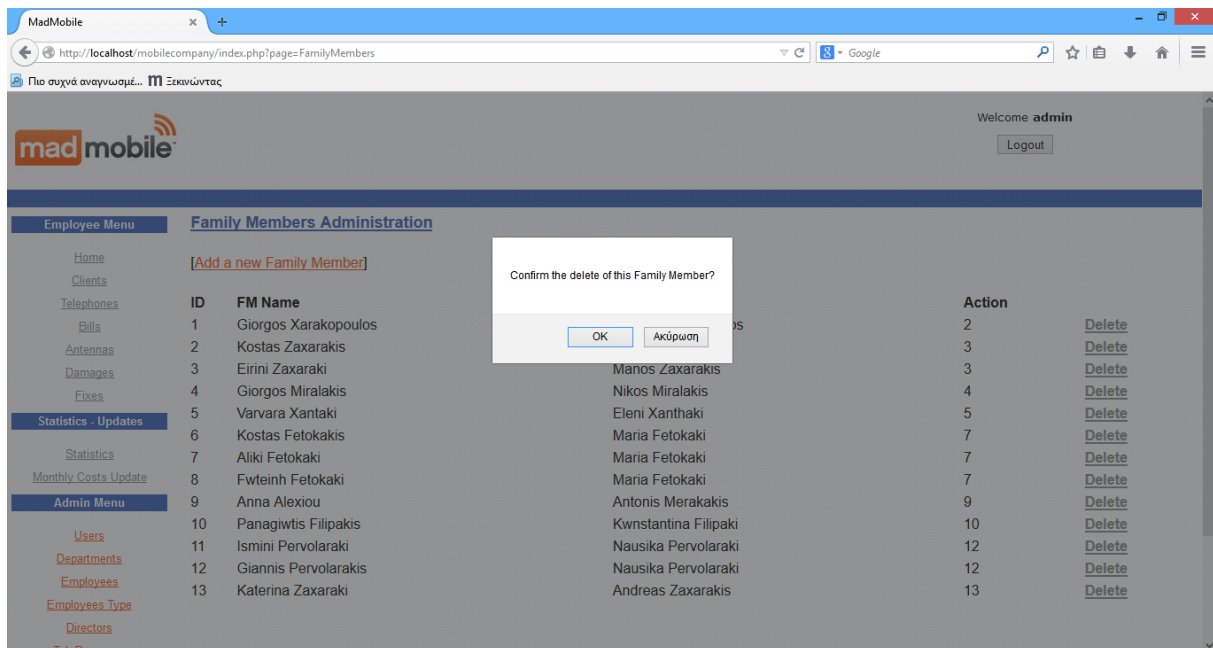 MadMobile
http://localhost/mobilecompany/index.php?page=FamilyMembers
Google
Πιο συχνά αναγνωσμέ... Ξεκινώντας
mad mobile
Welcome admin
Logout
Employee Menu
Home
Clients
Telephones
Bills
Antennas
Damages
Fixes
Statistics - Updates
Statistics
Monthly Costs Update
Admin Menu
Users
Departments
Employees
Employees Type
Directors
Family Members Administration
[Add a new Family Member]
Confirm the delete of this Family Member?
OK Ακύρωση
ID FM Name Action
1 Giorgos Xarakopoulos os 2 Delete
2 Kostas Zaxarakis 3 Delete
3 Eirini Zaxaraki Manos Zaxarakis 3 Delete
4 Giorgos Miralakis Nikos Miralakis 4 Delete
5 Varvara Xantaki Eleni Xanthaki 5 Delete
6 Kostas Fetokakis Maria Fetokaki 7 Delete
7 Aliki Fetokaki Maria Fetokaki 7 Delete
8 Fwteinh Fetokaki Maria Fetokaki 7 Delete
9 Anna Alexiou Antonis Merakakis 9 Delete
10 Panagiwtis Filipakis Kwnstantina Filipaki 10 Delete
11 Ismini Pervolaraki Nausika Pervolaraki 12 Delete
12 Giannis Pervolarakis Nausika Pervolaraki 12 Delete
13 Katerina Zaxaraki Andreas Zaxarakis 13 Delete